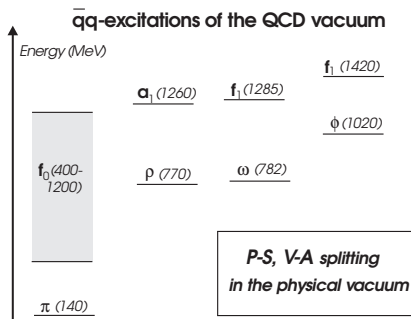 q̄q-excitations of the QCD vacuum
Energy (MeV)
f₁ (1420)
a₁ (1260)
f₁ (1285)
ϕ (1020)
f₀ (400-
1200)
ρ (770)
ω (782)
P-S, V-A splitting
in the physical vacuum
π (140)